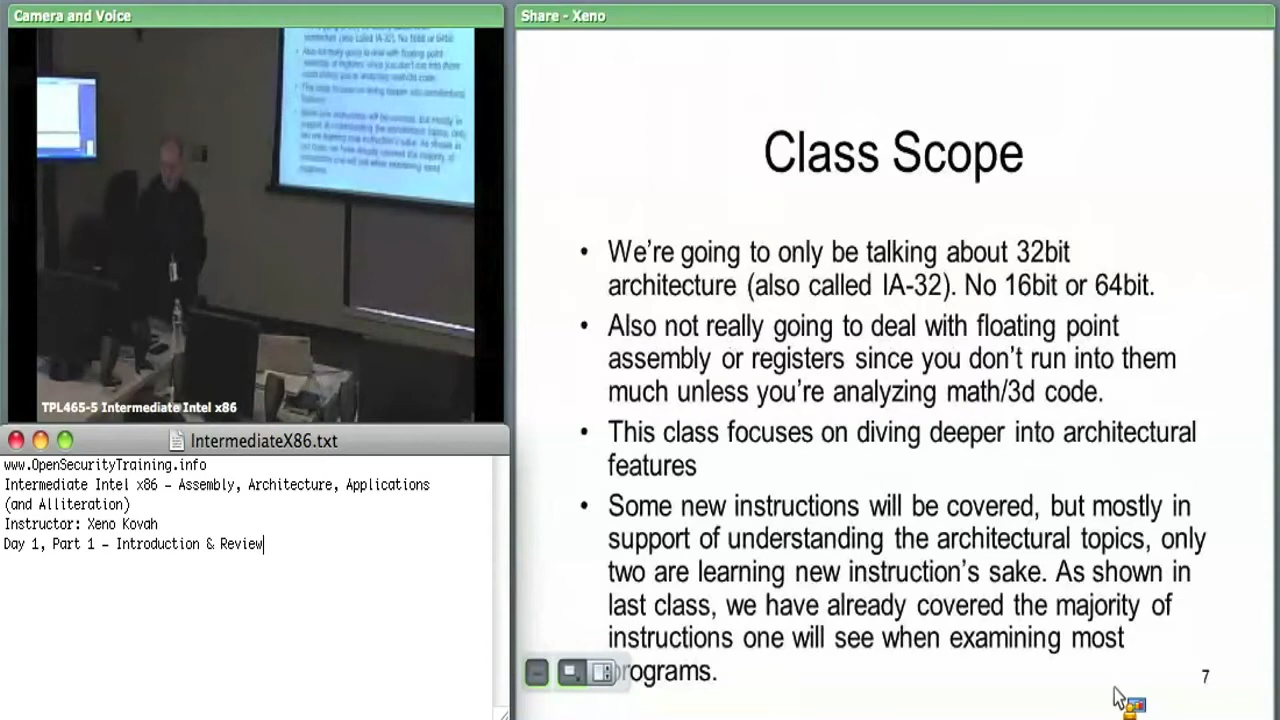 Camera and Voice
TPL465-5 Intermediate Intel x86
IntermediateX86.txt
www.OpenSecurityTraining.info
Intermediate Intel x86 – Assembly, Architecture, Applications
(and Alliteration)
Instructor: Xeno Kovah
Day 1, Part 1 – Introduction & Review
Share - Xeno
Class Scope
• We're going to only be talking about 32bit
architecture (also called IA-32). No 16bit or 64bit.
• Also not really going to deal with floating point
assembly or registers since you don't run into them
much unless you're analyzing math/3d code.
• This class focuses on diving deeper into architectural
features
• Some new instructions will be covered, but mostly in
support of understanding the architectural topics, only
two are learning new instruction's sake. As shown in
last class, we have already covered the majority of
instructions one will see when examining most
programs.
7